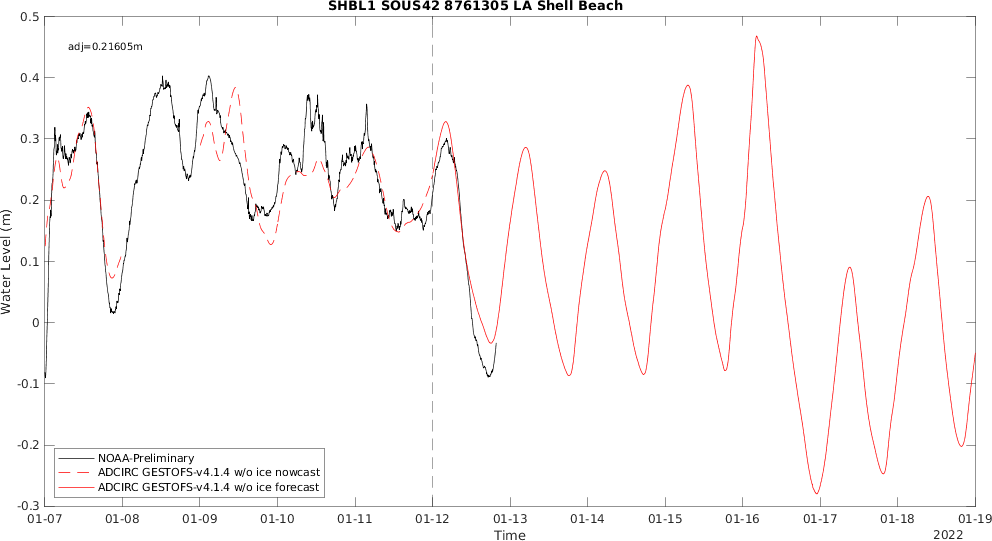 SHBL1 SOUS42 8761305 LA Shell Beach
adj=0.21605m
0.5
0.4
0.3
0.2
0.1
0
-0.1
-0.2
-0.3
Water Level (m)
NOAA-Preliminary
ADCIRC GESTOFS-v4.1.4 w/o ice nowcast
ADCIRC GESTOFS-v4.1.4 w/o ice forecast
01-07 01-08 01-09 01-10 01-11 01-12 01-13 01-14 01-15 01-16 01-17 01-18 01-19
Time
2022